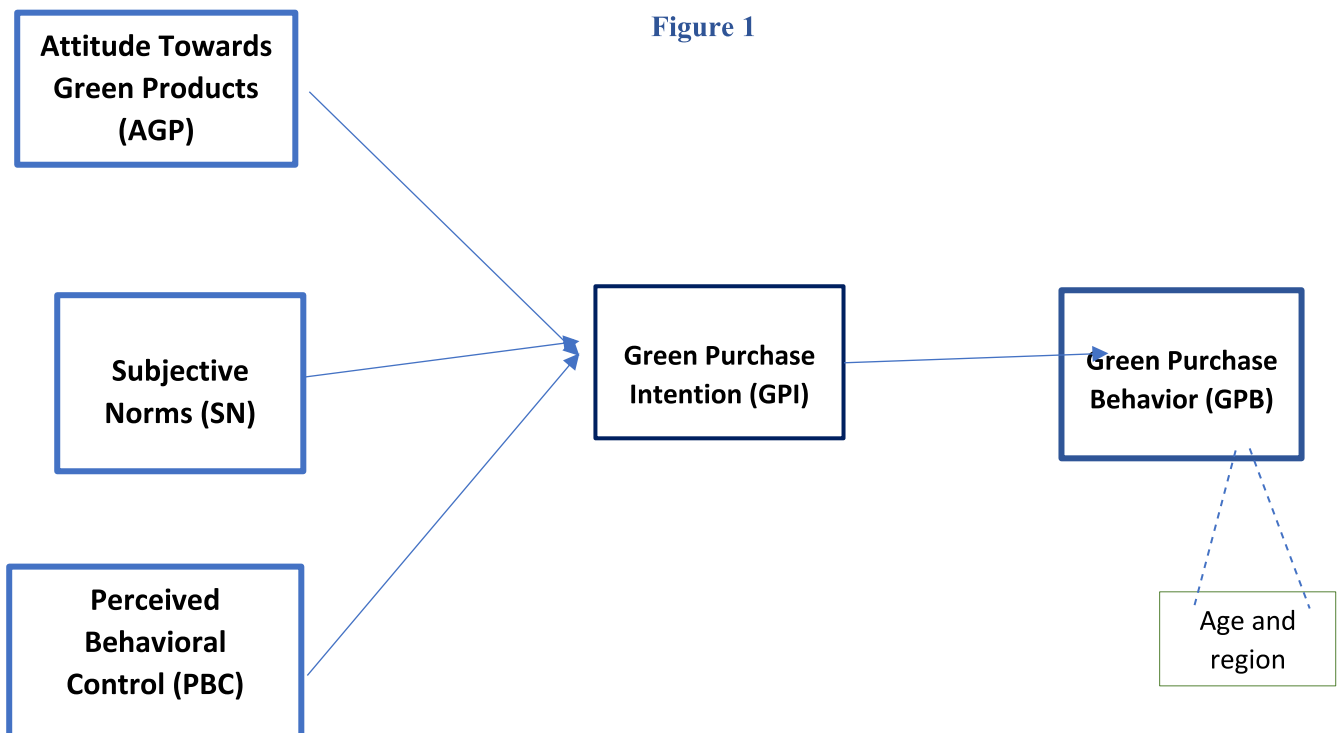 Figure 1
Attitude Towards
Green Products
(AGP)
Subjective
Norms (SN)
Perceived
Behavioral
Control (PBC)
Green Purchase
Intention (GPI)
Green Purchase
Behavior (GPB)
Age and
region